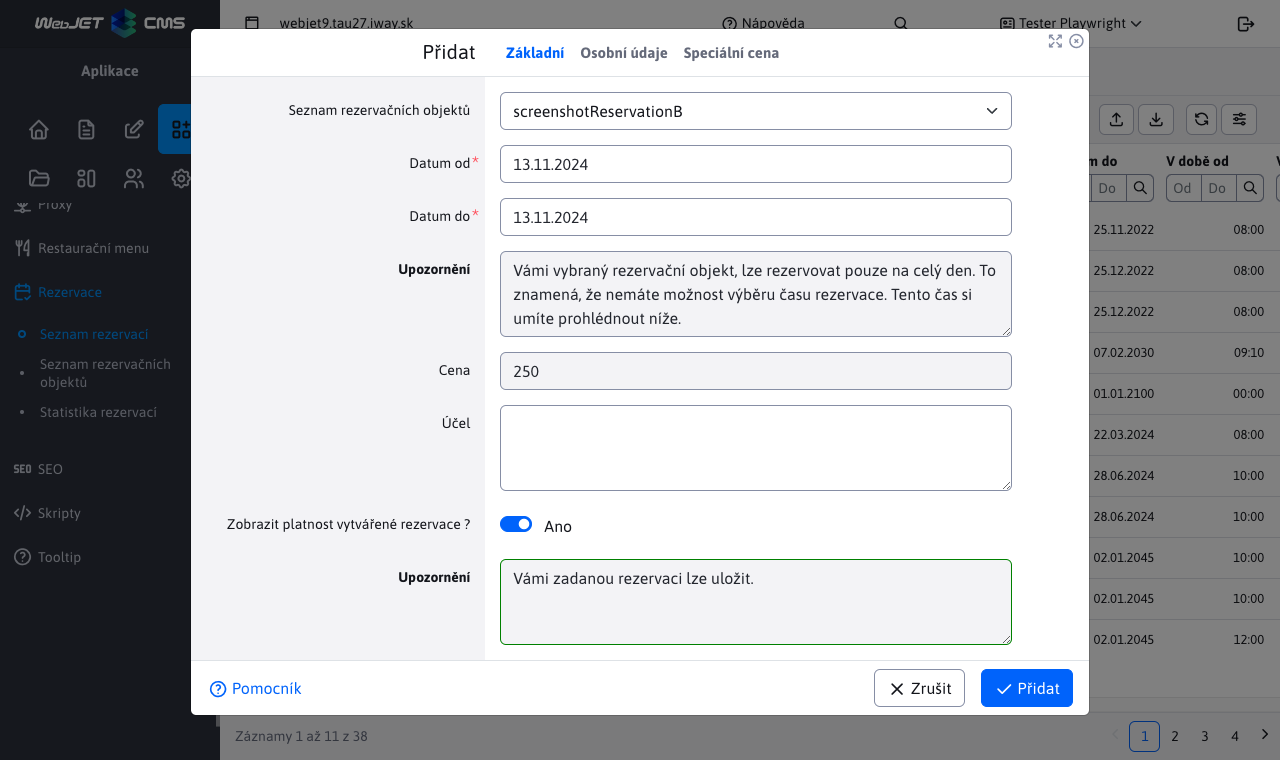 WebJET CMS
webjet9.tau27.iway.sk
Nápověda
Tester Playwright
Aplikace
Proxy
Restaurační menu
Rezervace
Seznam rezervací
Seznam rezervačních
objektů
Statistika rezervací
SEO SEO
Skripty
Tooltip
Přidat
Základní
Osobní údaje
Speciální cena
Seznam rezervačních objektů
screenshotReservationB
Datum od*
13.11.2024
Datum do*
13.11.2024
Upozornění
Vámi vybraný rezervační objekt, lze rezervovat pouze na celý den. To
znamená, že nemáte možnost výběru času rezervace. Tento čas si
umíte prohlédnout níže.
Cena
250
Účel
Zobrazit platnost vytvářené rezervace ?
Ano
Upozornění
Vámi zadanou rezervaci lze uložit.
Pomocník
Zrušit
Přidat
m do
V době od
Do
Od
Do
25.11.2022 08:00
25.12.2022 08:00
25.12.2022 08:00
07.02.2030 09:10
01.01.2100 00:00
22.03.2024 08:00
28.06.2024 10:00
28.06.2024 10:00
02.01.2045 10:00
02.01.2045 10:00
02.01.2045 12:00
Záznamy 1 až 11 z 38
1 2 3 4